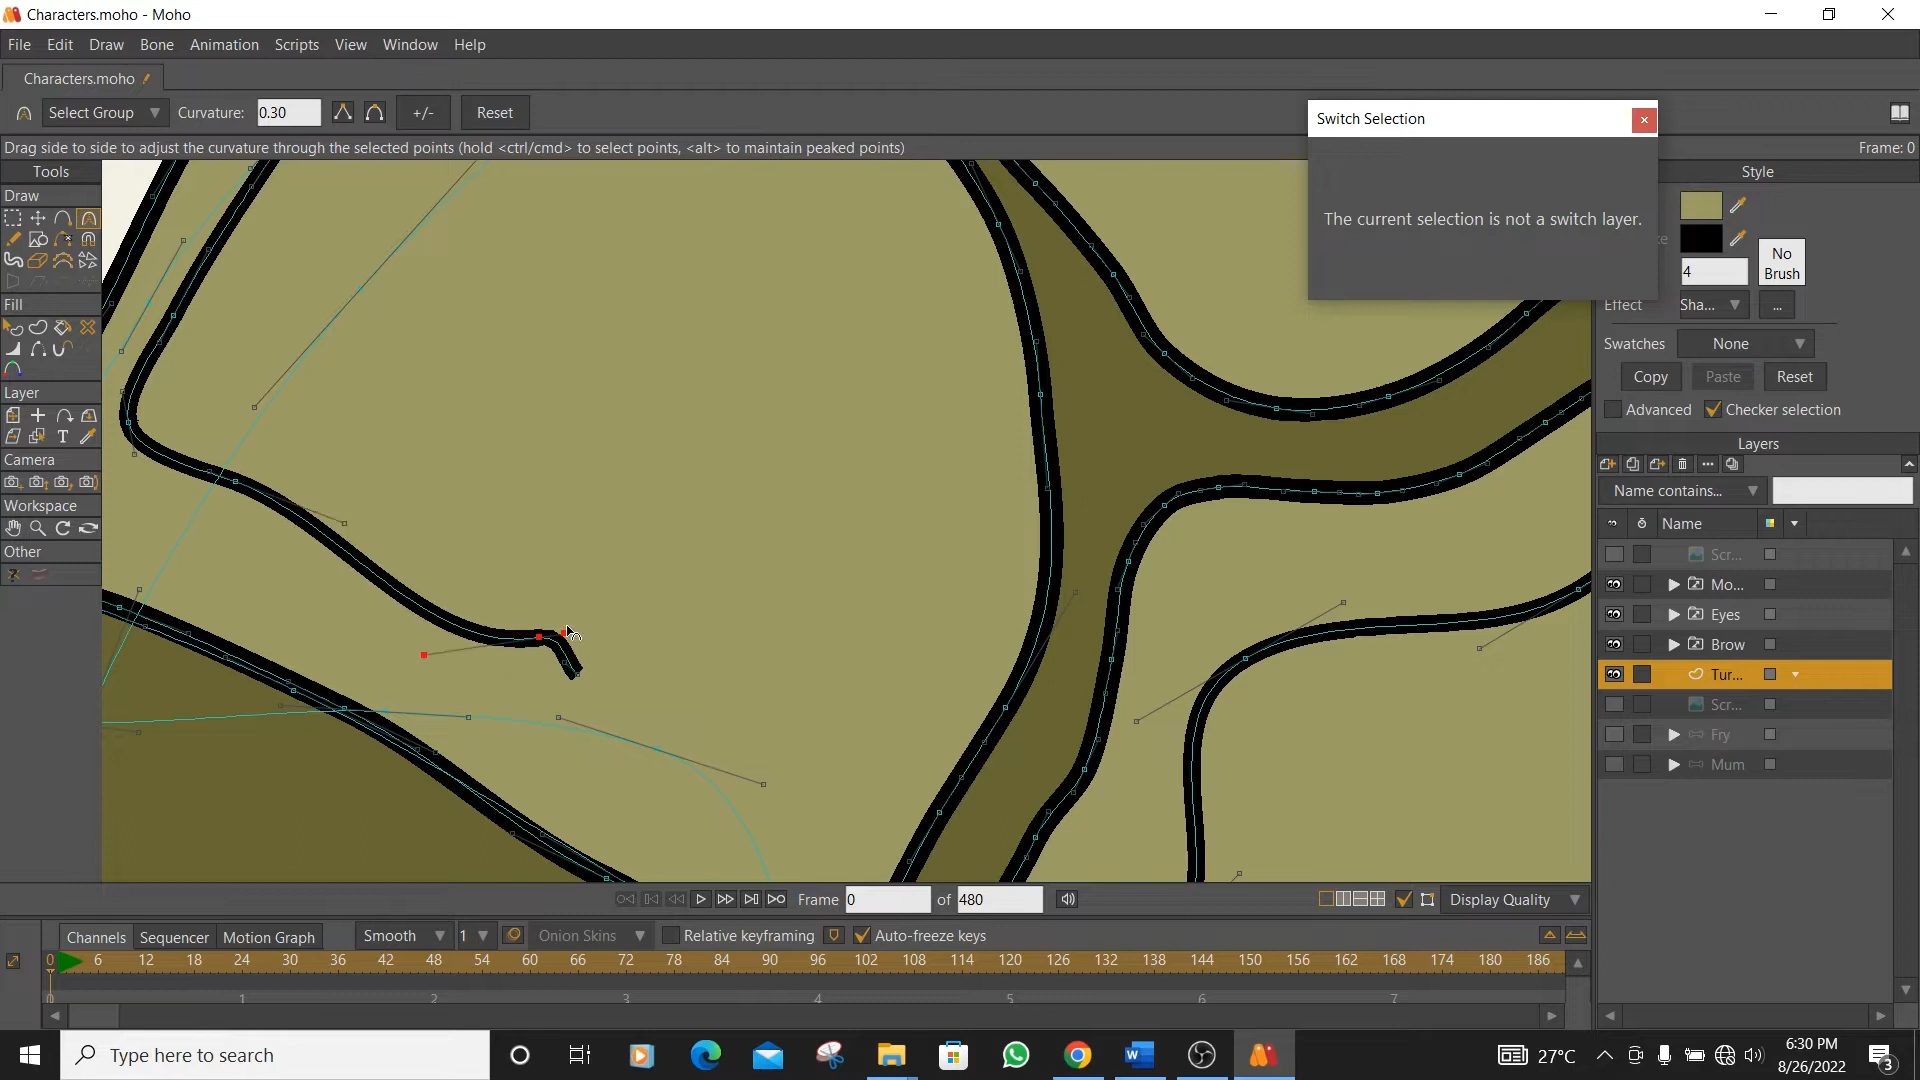 Characters.moho - Moho
File Edit Draw Bone Animation Scripts View Window Help
Characters.moho
Select Group Curvature: 0.30 +/- Reset
Drag side to side to adjust the curvature through the selected points (hold <ctrl/cmd> to select points, <alt> to maintain peaked points) Frame: 0
Tools
Draw
Fill
Layer
Camera
Workspace
Other
Switch Selection
The current selection is not a switch layer.
Style
4
No
Brush
Effect Sha... ...
Swatches None
Copy Paste Reset
Advanced Checker selection
Layers
Name contains...
Name
Scr...
Mo...
Eyes
Brow
Tur...
Scr...
Fry
Mum
Frame 0 of 480 Display Quality
Channels Sequencer Motion Graph Smooth 1 Onion Skins Relative keyframing Auto-freeze keys
0 6 12 18 24 30 36 42 48 54 60 66 72 78 84 90 96 102 108 114 120 126 132 138 144 150 156 162 168 174 180 186
0 1 2 3 4 5 6 7
Type here to search
27°C
6:30 PM
8/26/2022
3